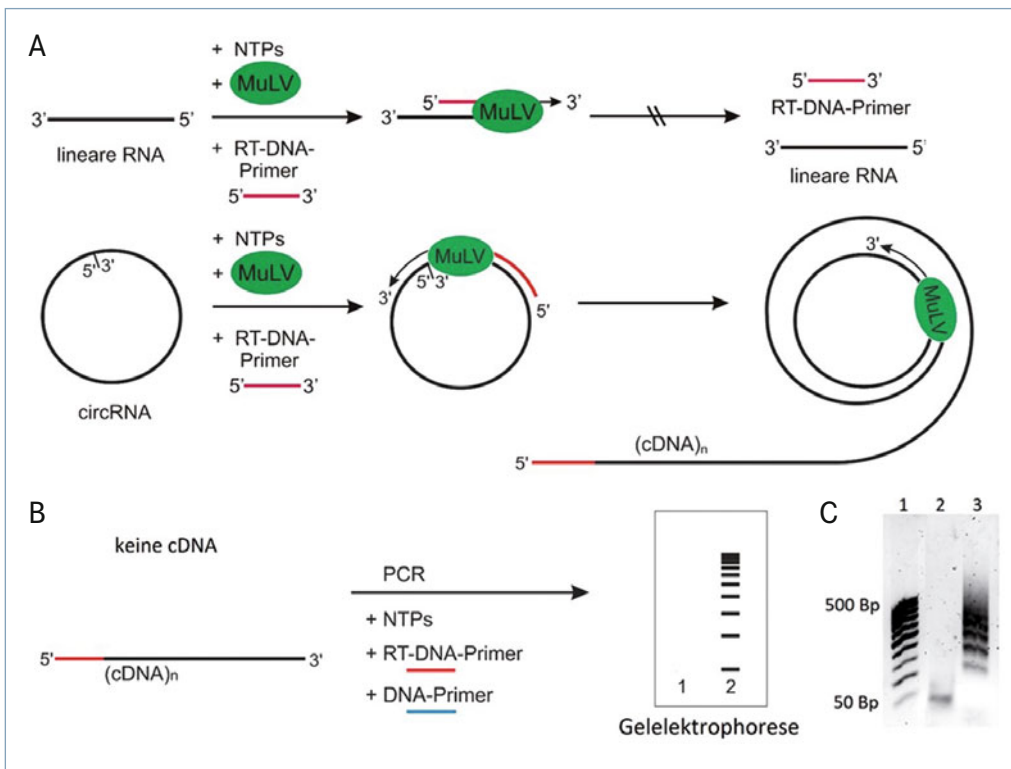 A
+ NTPs
+ MuLV
3' 5'
lineare RNA
+ RT-DNA-
Primer
5' 3'
5' MuLV 3'
3'
5' 3'
RT-DNA-Primer
3' 5'
lineare RNA
5' 3'
circRNA
+ NTPs
+ MuLV
+ RT-DNA-
Primer
5' 3'
MuLV
5' 3'
3'
5'
3'
MuLV
(cDNA)n
5'
B
keine cDNA
5' 3'
(cDNA)n
PCR
+ NTPs
+ RT-DNA-Primer
+ DNA-Primer
1 2
Gelelektrophorese
C
1 2 3
500 Bp
50 Bp